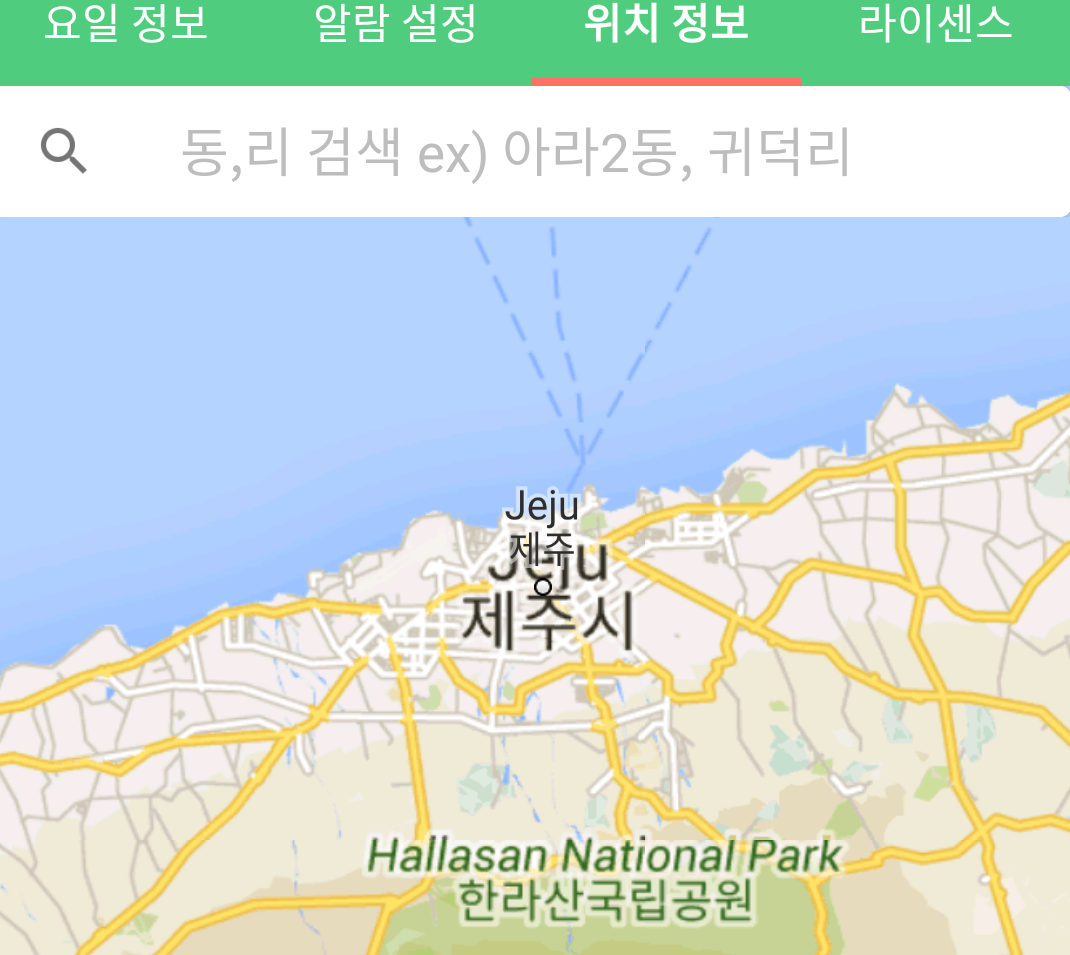 요일 정보 알람 설정 위치 정보 라이센스
동,리 검색 ex) 아라2동, 귀덕리
Jeju
제주
Jeju
제주시
Hallasan National Park
한라산국립공원